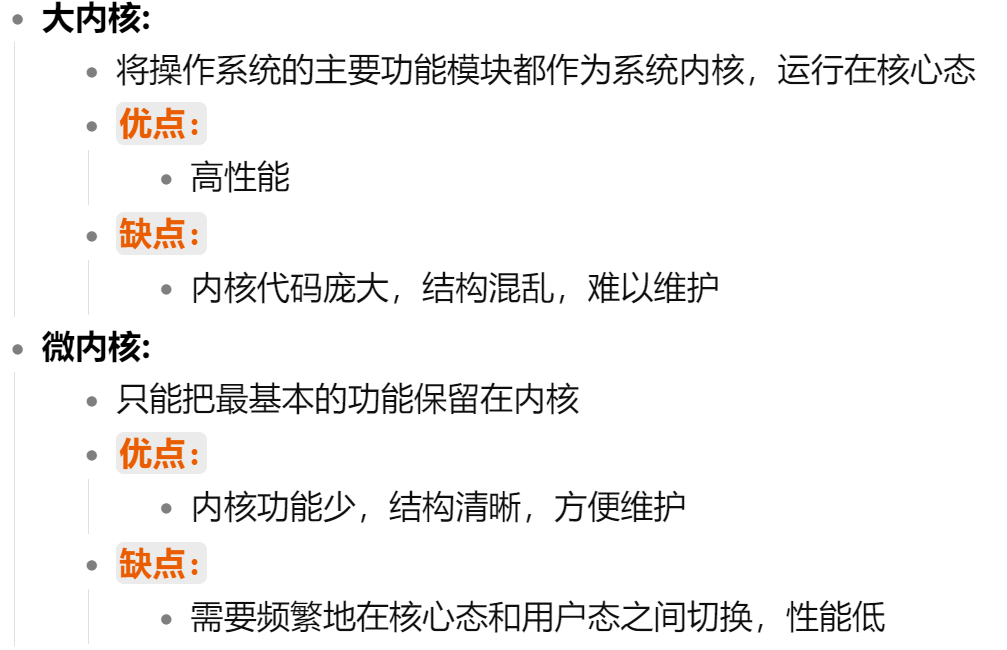 大内核:
将操作系统的主要功能模块都作为系统内核，运行在核心态
优点：
高性能
缺点：
内核代码庞大，结构混乱，难以维护
微内核:
只能把最基本的功能保留在内核
优点：
内核功能少，结构清晰，方便维护
缺点：
需要频繁地在核心态和用户态之间切换，性能低